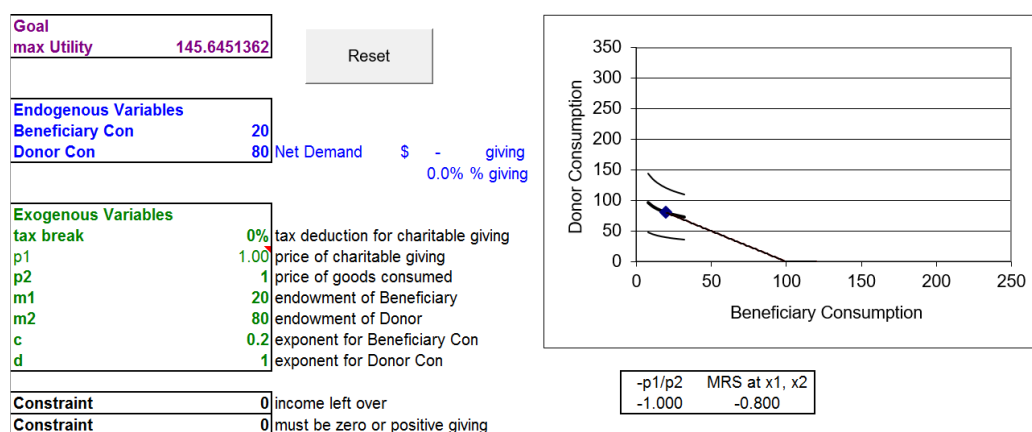 Goal
max Utility 145.6451362
Reset
Endogenous Variables
Beneficiary Con 20
Donor Con 80 Net Demand $ - giving
0.0% % giving
Exogenous Variables
tax break 0% tax deduction for charitable giving
p1 1.00 price of charitable giving
p2 1 price of goods consumed
m1 20 endowment of Beneficiary
m2 80 endowment of Donor
c 0.2 exponent for Beneficiary Con
d 1 exponent for Donor Con
Constraint 0 income left over
Constraint 0 must be zero or positive giving
Donor Consumption
350
300
250
200
150
100
50
0
0 50 100 150 200 250
Beneficiary Consumption
-p1/p2 MRS at x1, x2
-1.000 -0.800